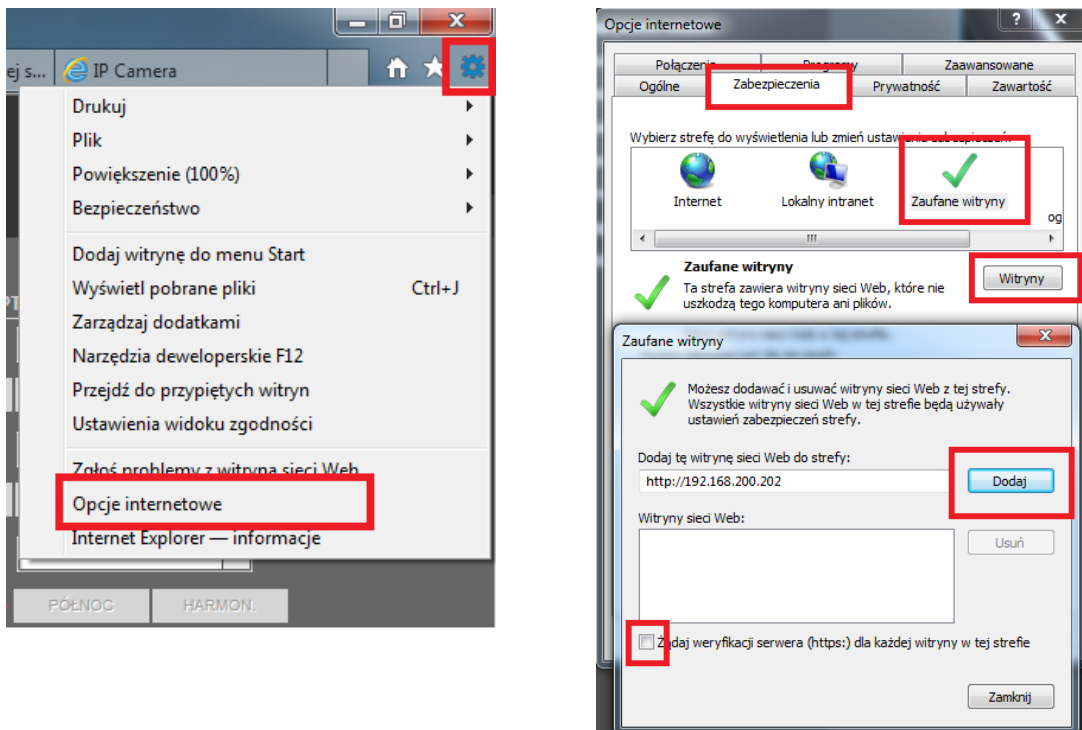 ej s...
IP Camera
Drukuj
Plik
Powiększenie (100%)
Bezpieczeństwo
Dodaj witrynę do menu Start
Wyświetl pobrane pliki Ctrl+J
Zarządzaj dodatkami
Narzędzia deweloperskie F12
Przejdź do przypiętych witryn
Ustawienia widoku zgodności
Zgłoś problemy z witryną sieci Web
Opcje internetowe
Internet Explorer — informacje
PÓŁNOC HARMON.
Opcje internetowe
Połączenia Programy Zaawansowane
Ogólne Zabezpieczenia Prywatność Zawartość
Wybierz strefę do wyświetlenia lub zmień ustawienia zabezpieczeń.
Internet Lokalny intranet Zaufane witryny
og
Zaufane witryny
Ta strefa zawiera witryny sieci Web, które nie
uszkodzą tego komputera ani plików.
Witryny
Zaufane witryny
Możesz dodawać i usuwać witryny sieci Web z tej strefy.
Wszystkie witryny sieci Web w tej strefie będą używały
ustawień zabezpieczeń strefy.
Dodaj tę witrynę sieci Web do strefy:
http://192.168.200.202 Dodaj
Witryny sieci Web:
Usuń
Żądaj weryfikacji serwera (https:) dla każdej witryny w tej strefie
Zamknij